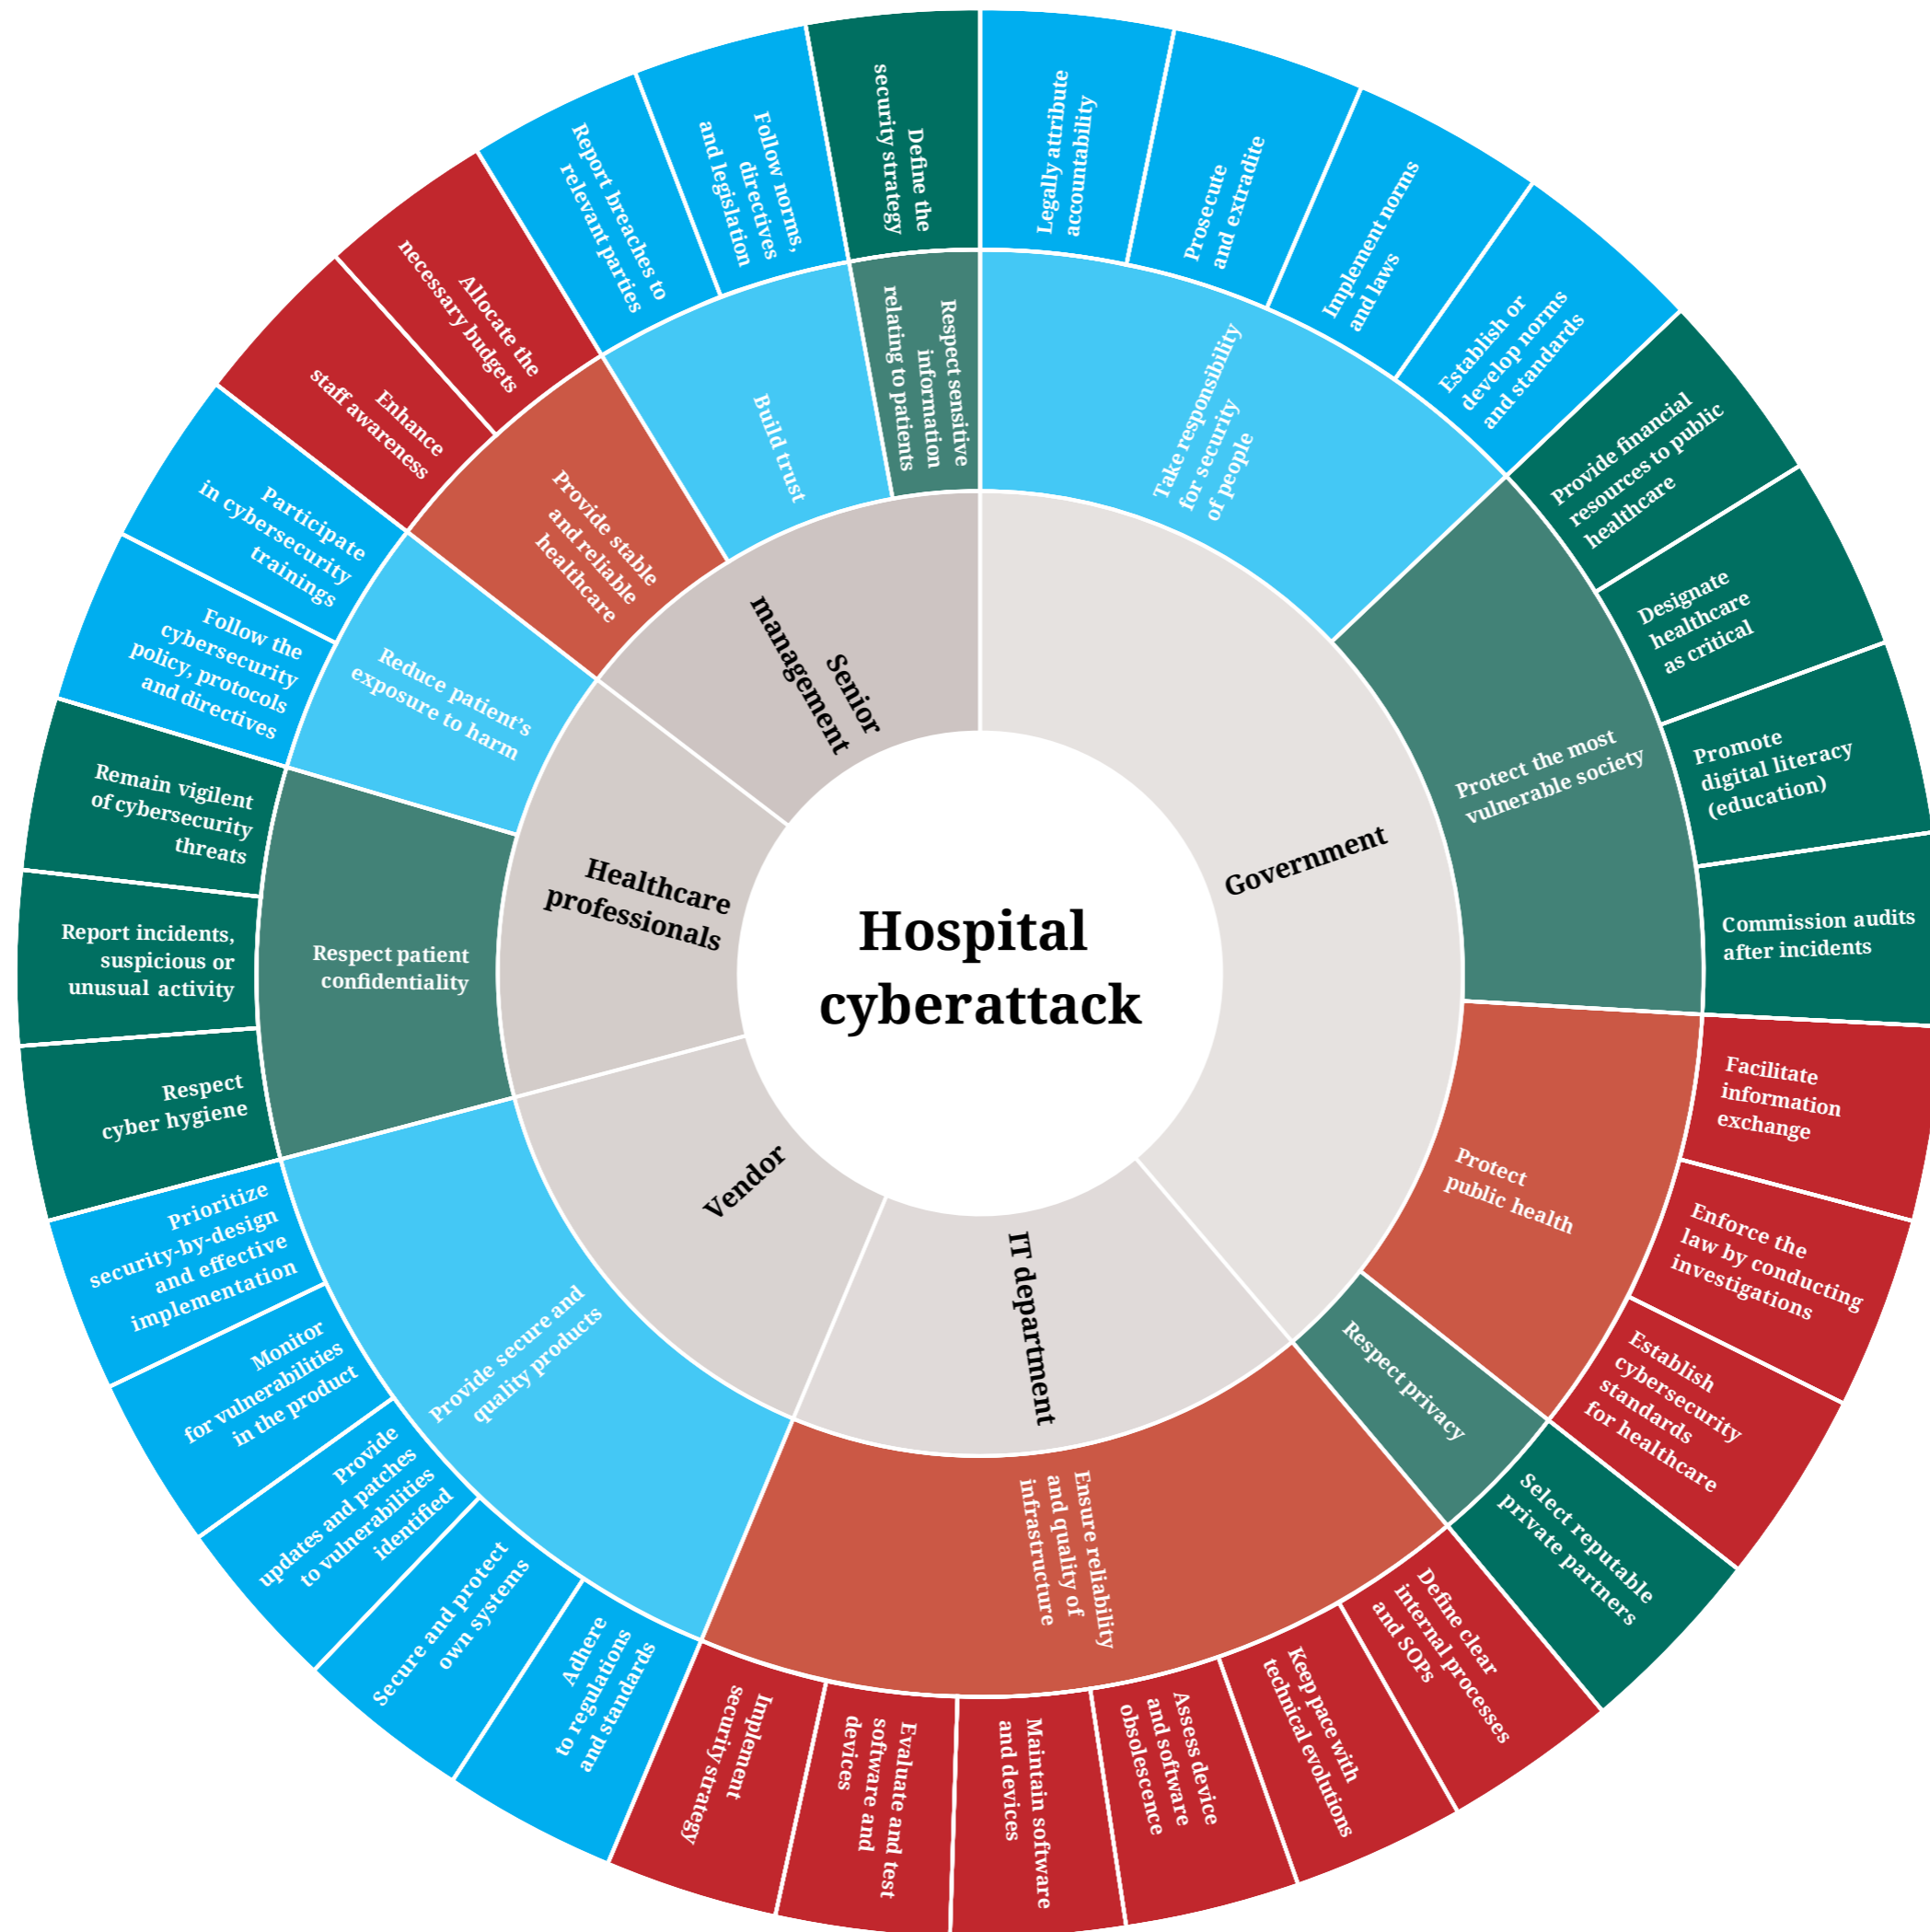 Hospital
cyberattack
Government
Take responsibility
for security
of people
Legally attribute
accountability
Prosecute
and extradite
Implement norms
and laws
Establish or
develop norms
and standards
Protect the most
vulnerable society
Provide financial
resources to public
healthcare
Designate
healthcare
as critical
Promote
digital literacy
(education)
Commission audits
after incidents
Protect
public health
Facilitate
information
exchange
Enforce the
law by conducting
investigations
Establish
cybersecurity
standards
for healthcare
Respect privacy
Select reputable
private partners
IT department
Ensure reliability
and quality of
infrastructure
Define clear
internal processes
and SOPs
Keep pace with
technical evolutions
Assess device
and software
obsolescence
Maintain software
and devices
Evaluate and test
software and
devices
Implement
security strategy
Vendor
Provide secure and
quality products
Adhere
to regulations
and standards
Secure and protect
own systems
Provide
updates and patches
to vulnerabilities
identified
Monitor
for vulnerabilities
in the product
Prioritize
security-by-design
and effective
implementation
Healthcare
professionals
Respect patient
confidentiality
Respect
cyber hygiene
Report incidents,
suspicious or
unusual activity
Remain vigilent
of cybersecurity
threats
Reduce patient’s
exposure to harm
Follow the
cybersecurity
policy, protocols
and directives
Participate
in cybersecurity
trainings
Senior
management
Provide stable
and reliable
healthcare
Enhance
staff awareness
Allocate the
necessary budgets
Build trust
Report breaches to
relevant parties
Follow norms,
directives
and legislation
Respect sensitive
information
relating to patients
Define the
security strategy